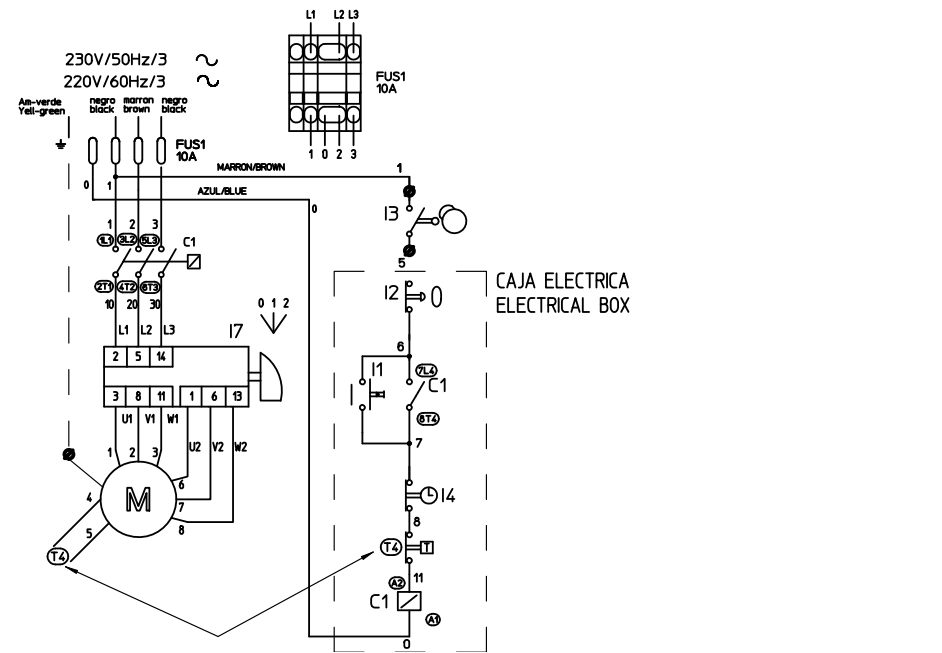 L1 L2 L3
FUS1
10A
1 0 2 3
230V/50Hz/3
220V/60Hz/3
Am-verde
Yell-green
negro
black
marron
brown
negro
black
FUS1
10A
MARRON/BROWN
1
0
1
AZUL/BLUE
0
I3
5
1 2 3
1L1 3L2 5L3
C1
2T1 4T2 6T3
10 20 30
L1 L2 L3
0 1 2
I7
2 5 14
3 8 11 1 6 13
U1 V1 W1
U2 V2 W2
1 2 3
M
4
5
6
7
8
T4
CAJA ELECTRICA
ELECTRICAL BOX
I2
0
6
I1
7L4
C1
8T4
7
I4
8
T4
T
11
A2
C1
A1
0